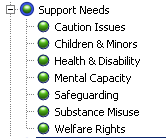 Support Needs
Caution Issues
Children & Minors
Health & Disability
Mental Capacity
Safeguarding
Substance Misuse
Welfare Rights